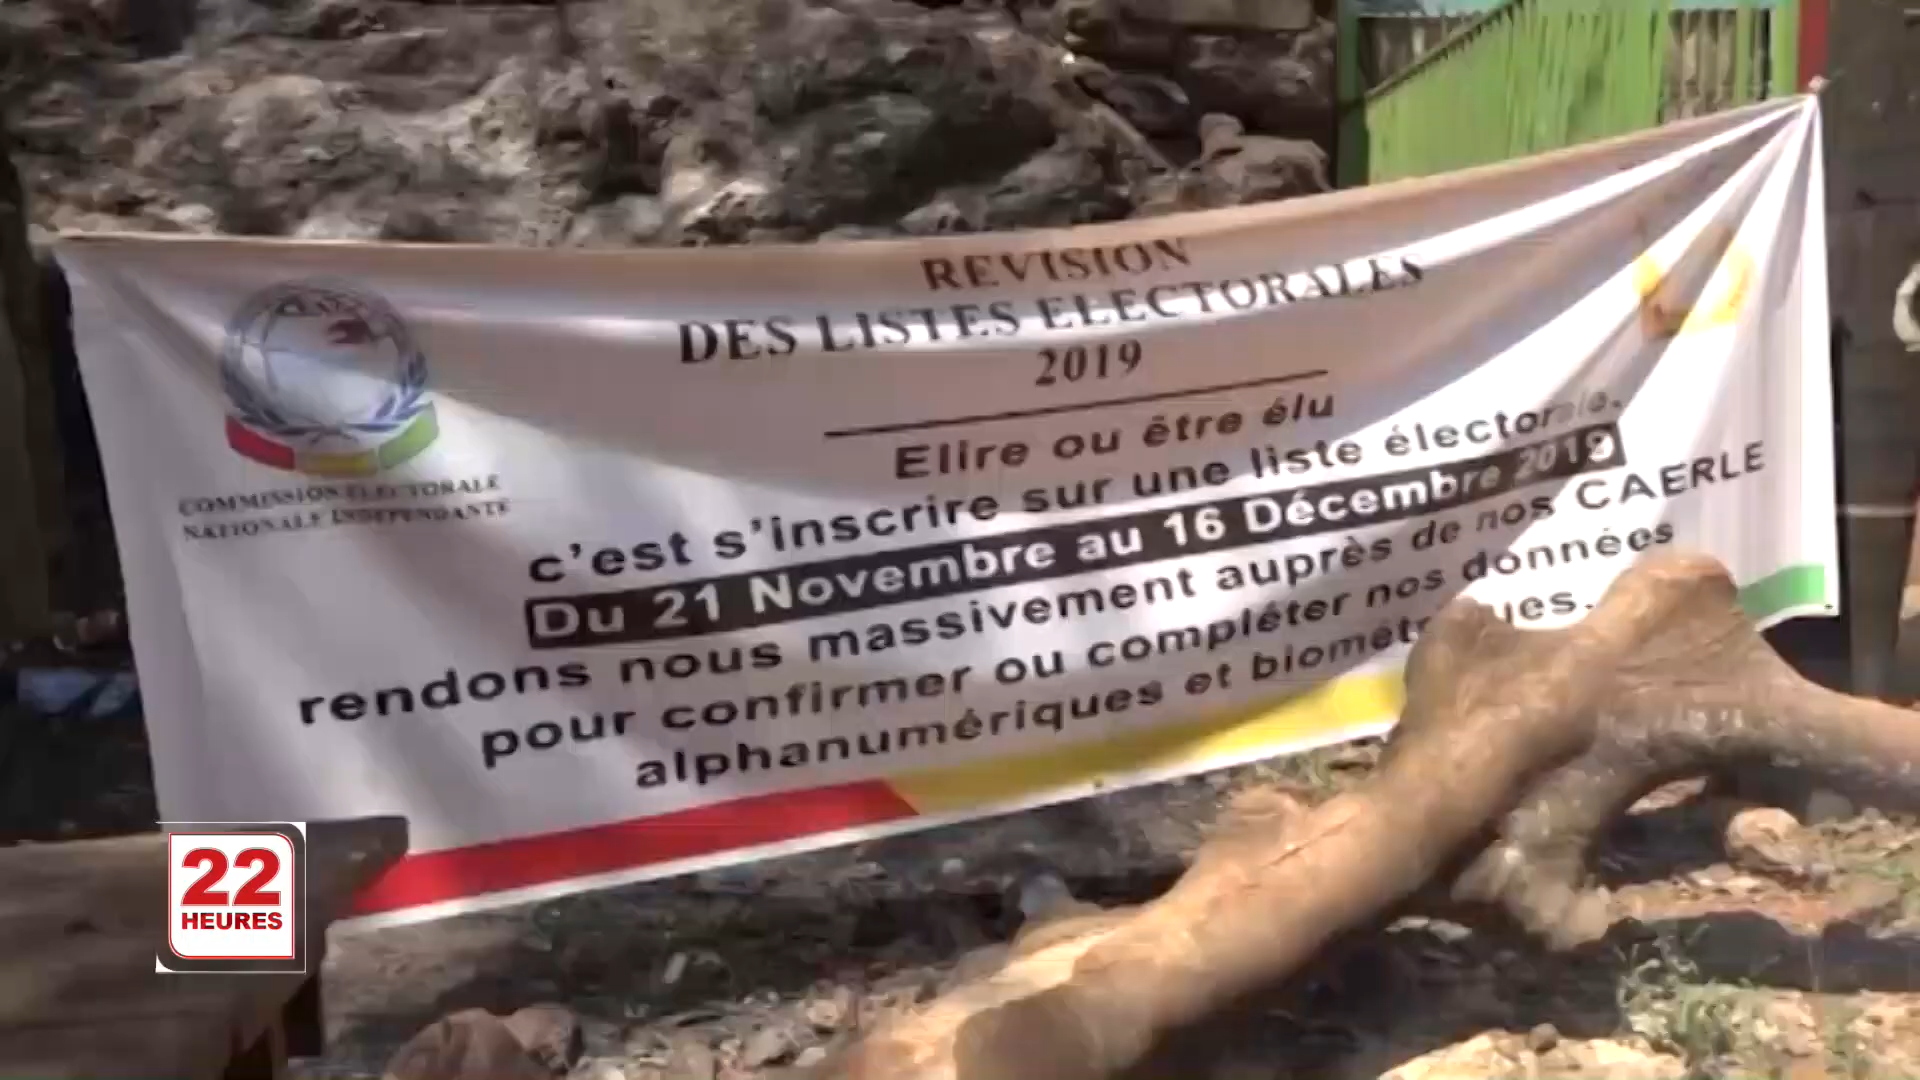 REVISION
DES LISTES ELECTORALES
2019
Elire ou être élu
c'est s'inscrire sur une liste électorale.
Du 21 Novembre au 16 Décembre 2019
rendons nous massivement auprès de nos CAERLE
pour confirmer ou compléter nos données
alphanumériques et biométr ues.
COMMISSION ELECTORALE
NATIONALE INDEPENDANTE
22
HEURES